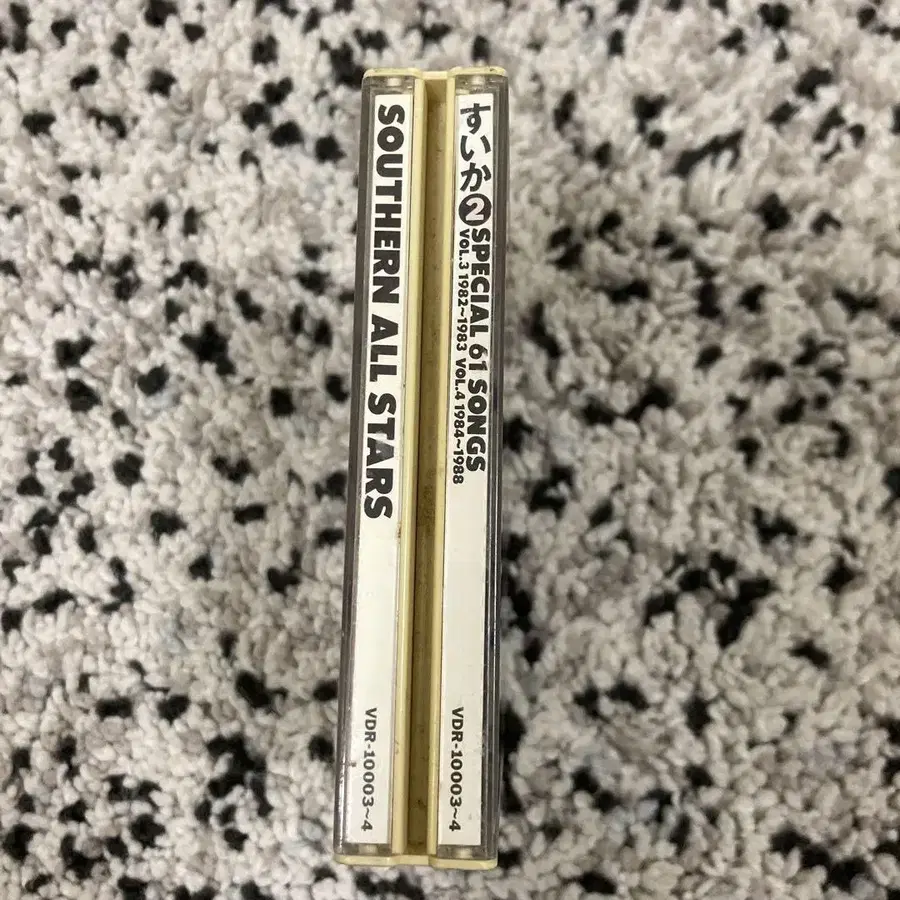 SOUTHERN ALL STARS
VDR-10003~4
すいか② SPECIAL 61 SONGS
VOL.3 1982~1983 VOL.4 1984~1988
VDR-10003~4